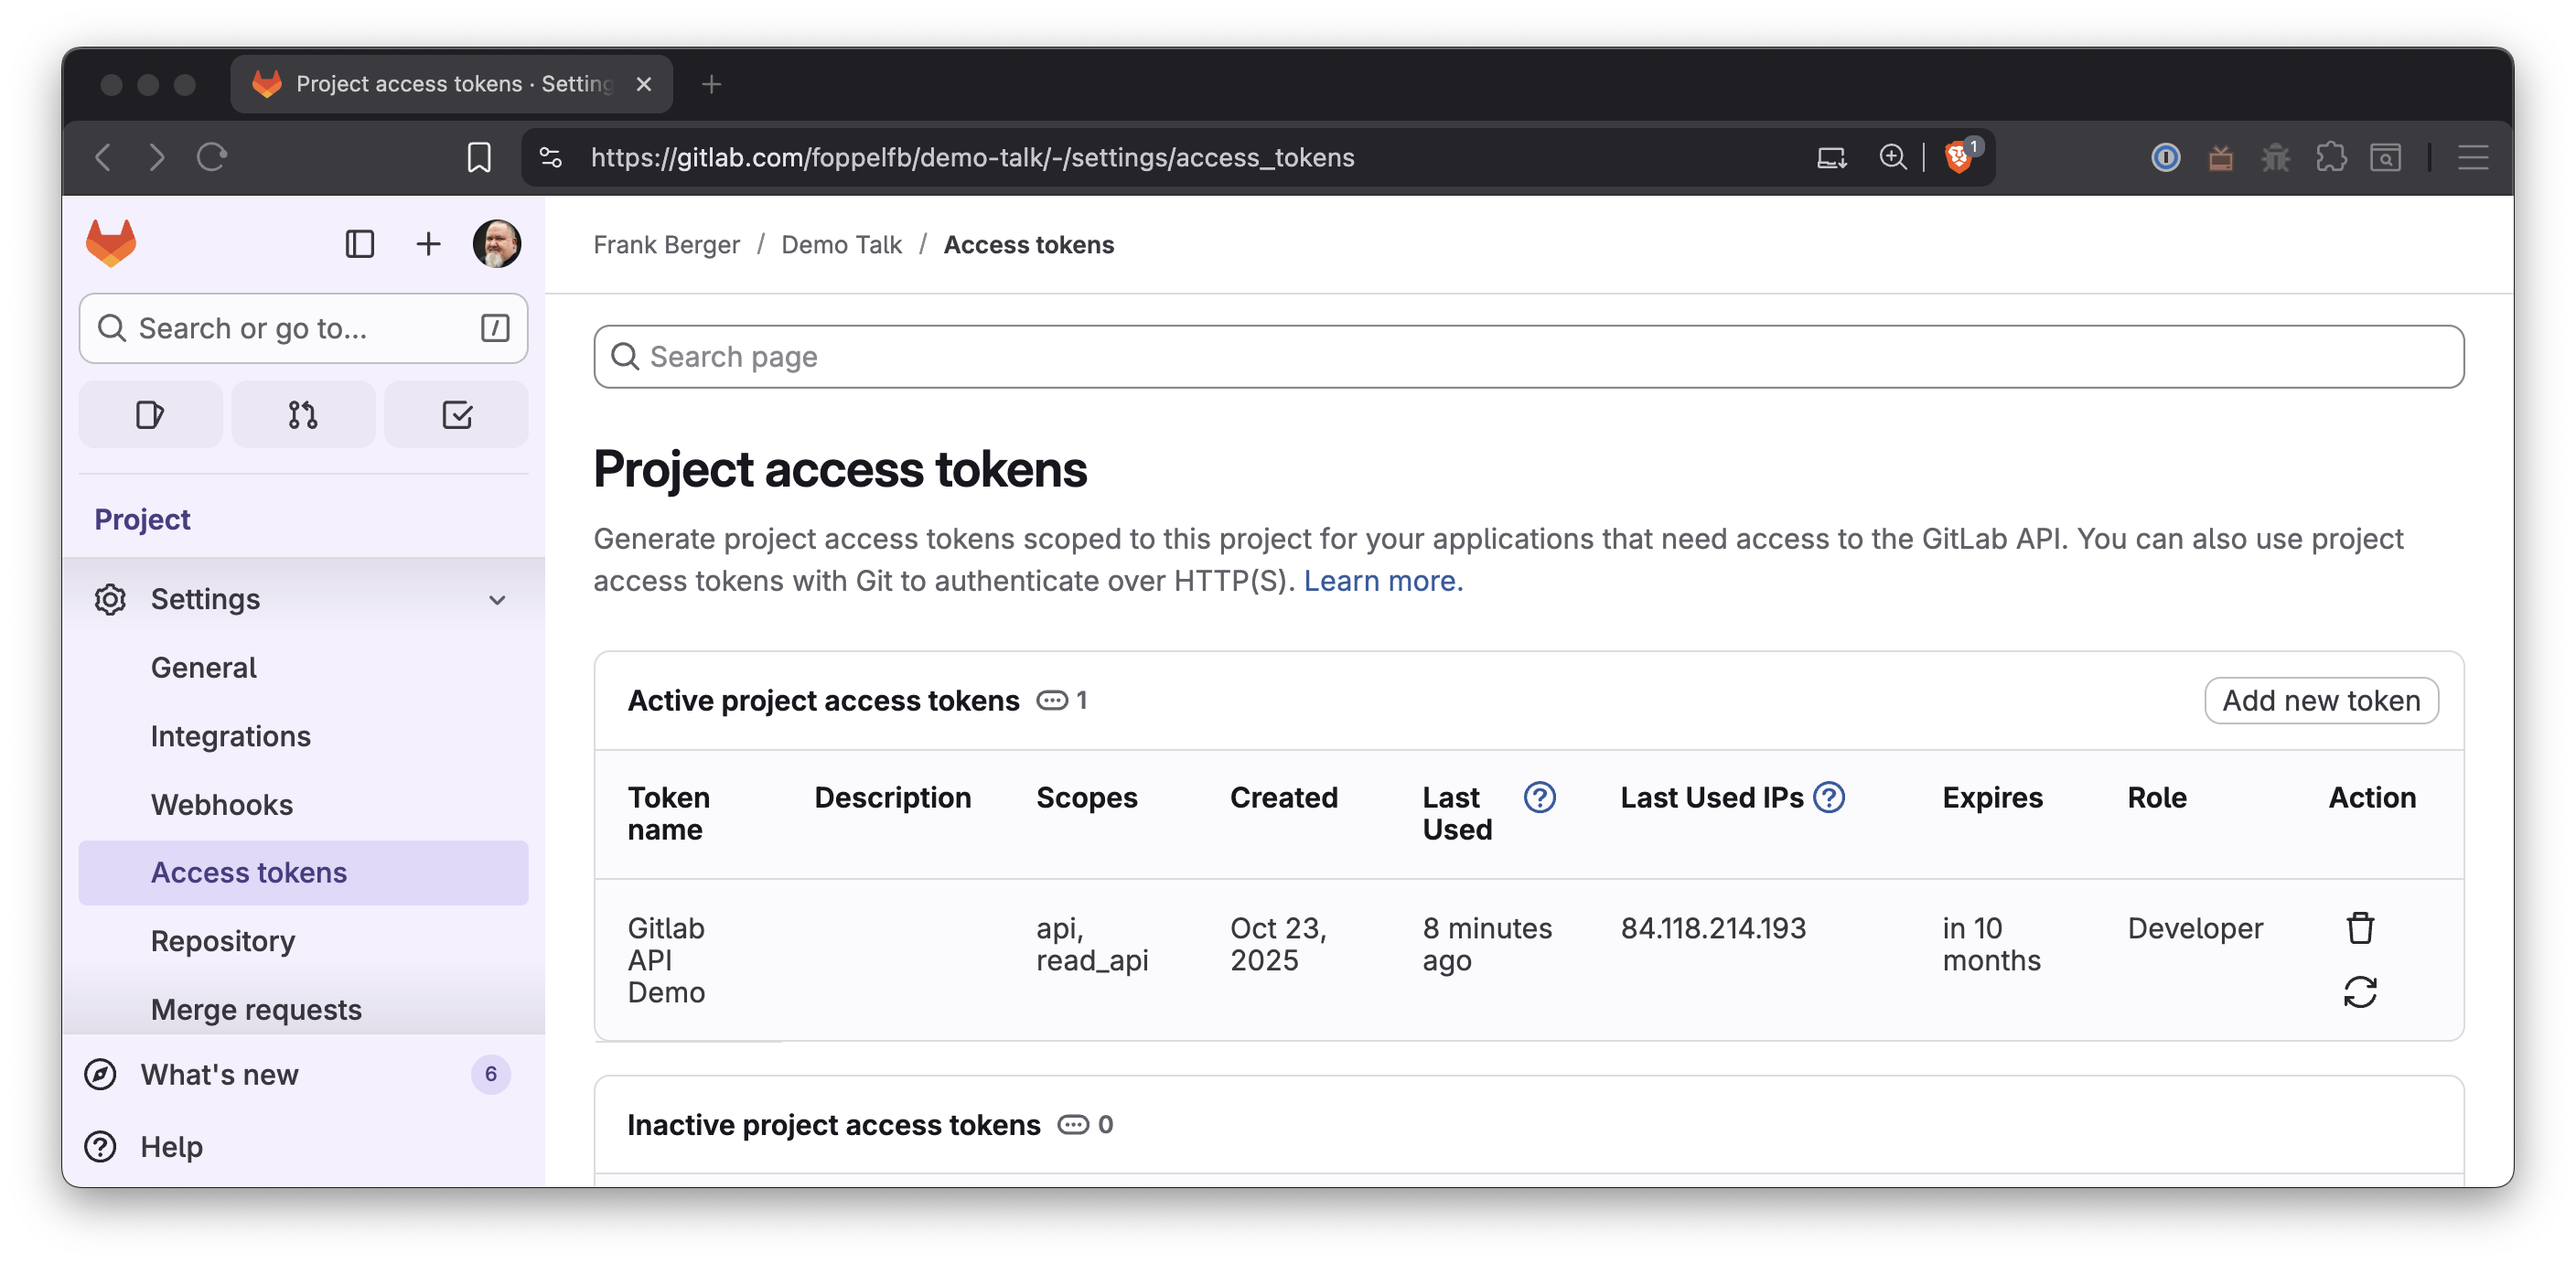 Project access tokens · Setting
https://gitlab.com/foppelfb/demo-talk/-/settings/access_tokens
1
Frank Berger / Demo Talk / Access tokens
Search or go to...
/
Search page
Project
Settings
General
Integrations
Webhooks
Access tokens
Repository
Merge requests
What's new
6
Help
Project access tokens
Generate project access tokens scoped to this project for your applications that need access to the GitLab API. You can also use project
access tokens with Git to authenticate over HTTP(S). Learn more.
Active project access tokens 1
Add new token
Token
name
Description
Scopes
Created
Last
Used
Last Used IPs
Expires
Role
Action
Gitlab
API
Demo
api,
read_api
Oct 23,
2025
8 minutes
ago
84.118.214.193
in 10
months
Developer
Inactive project access tokens 0